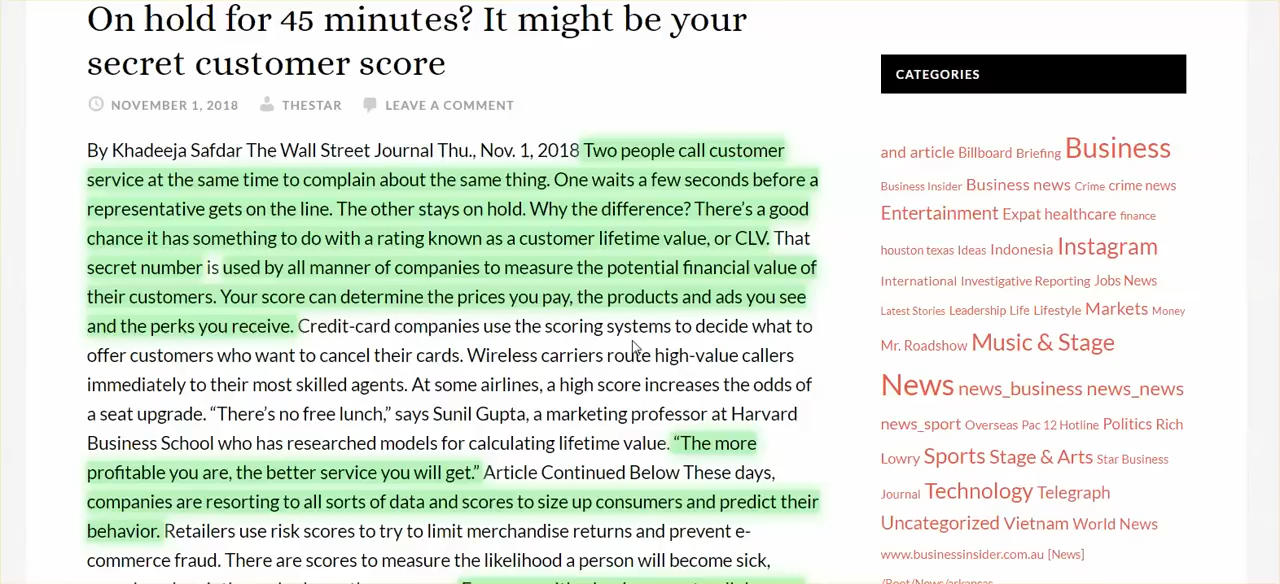 On hold for 45 minutes? It might be your
secret customer score
NOVEMBER 1, 2018 THESTAR LEAVE A COMMENT
By Khadeeja Safdar The Wall Street Journal Thu., Nov. 1, 2018 Two people call customer
service at the same time to complain about the same thing. One waits a few seconds before a
representative gets on the line. The other stays on hold. Why the difference? There’s a good
chance it has something to do with a rating known as a customer lifetime value, or CLV. That
secret number is used by all manner of companies to measure the potential financial value of
their customers. Your score can determine the prices you pay, the products and ads you see
and the perks you receive. Credit-card companies use the scoring systems to decide what to
offer customers who want to cancel their cards. Wireless carriers route high-value callers
immediately to their most skilled agents. At some airlines, a high score increases the odds of
a seat upgrade. “There’s no free lunch,” says Sunil Gupta, a marketing professor at Harvard
Business School who has researched models for calculating lifetime value. “The more
profitable you are, the better service you will get.” Article Continued Below These days,
companies are resorting to all sorts of data and scores to size up consumers and predict their
behavior. Retailers use risk scores to try to limit merchandise returns and prevent e-
commerce fraud. There are scores to measure the likelihood a person will become sick,
CATEGORIES
and article Billboard Briefing Business
Business Insider Business news Crime crime news
Entertainment Expat healthcare finance
houston texas Ideas Indonesia Instagram
International Investigative Reporting Jobs News
Latest Stories Leadership Life Lifestyle Markets Money
Mr. Roadshow Music & Stage
News news_business news_news
news_sport Overseas Pac 12 Hotline Politics Rich
Lowry Sports Stage & Arts Star Business
Journal Technology Telegraph
Uncategorized Vietnam World News
www.businessinsider.com.au [News]
/Root/News/arkansas